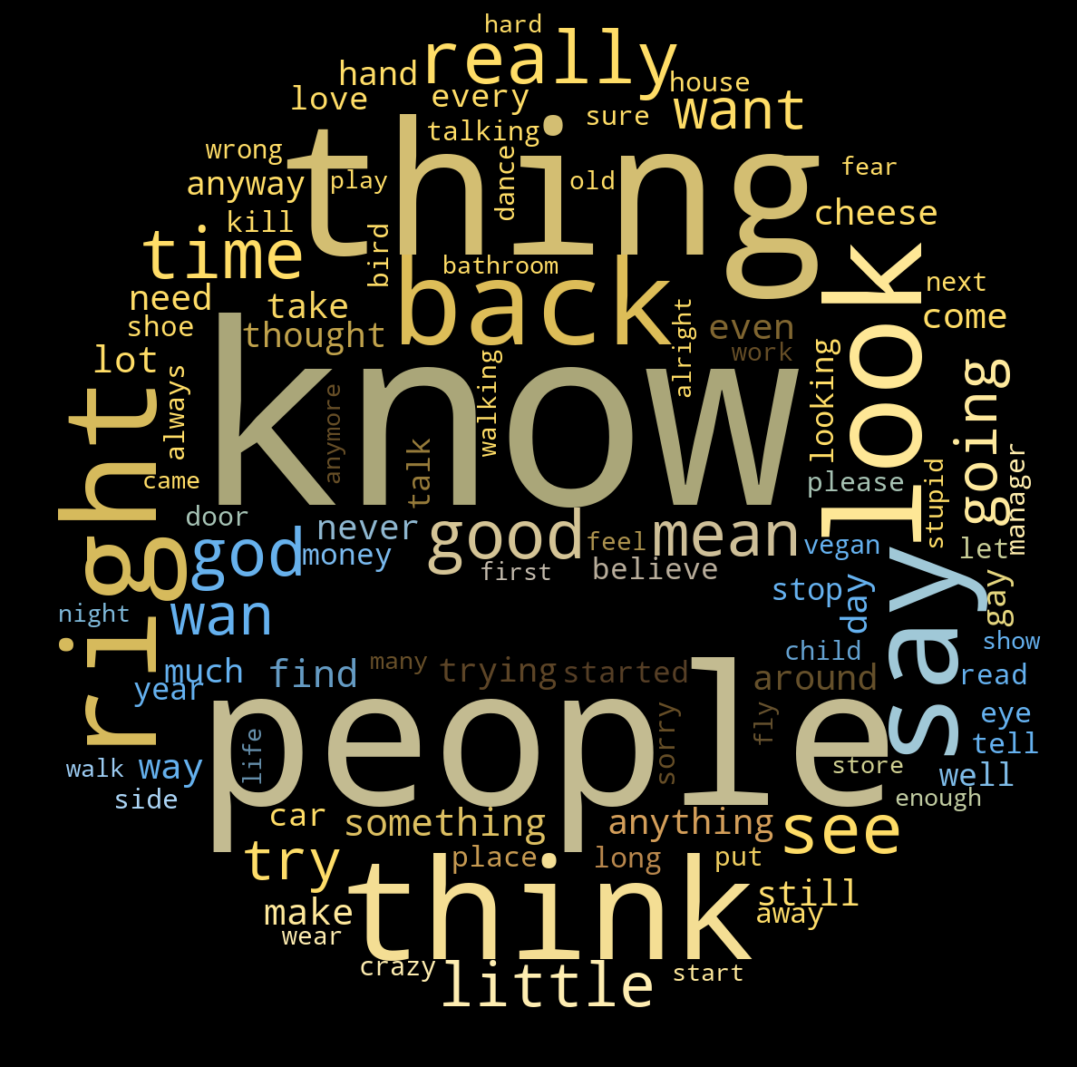 hard
really
hand
house
love
every
want
sure
talking
thing
wrong
dance
fear
anyway
play
old
cheese
kill
time
bird
back
bathroom
look
next
need
take
come
shoe
thought
alright
even
know
lot
walking
work
looking
going
right
always
anymore
talk
came
please
stupid
manager
door
never
good
mean
god
money
feel
vegan
let
first
believe
say
gay
night
wan
stop
day
child
show
much
find
many
trying
started
around
read
year
people
sorry
fly
eye
tell
walk
way
life
store
well
side
enough
car
something
anything
see
try
place
long
put
think
still
make
away
wear
crazy
start
little